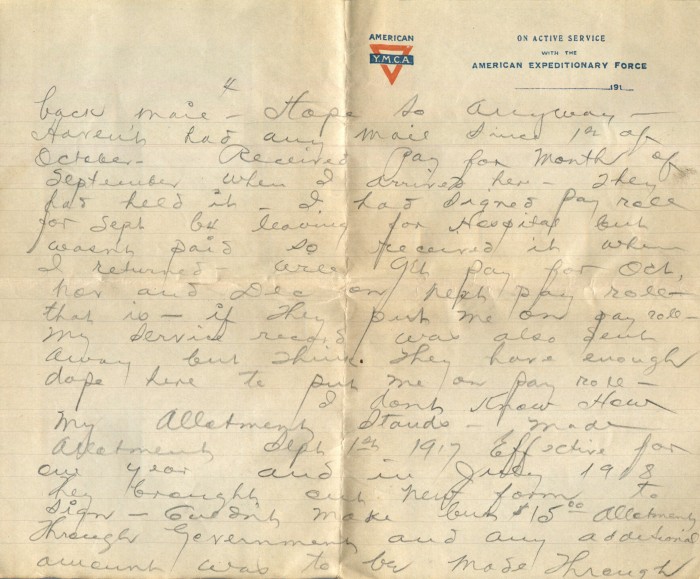 AMERICAN
Y.M.C.A.
ON ACTIVE SERVICE
WITH THE
AMERICAN EXPEDITIONARY FORCE
191
4
back mail - Hope so anyway -
Haven't had any mail since 1st of
October - Received Pay for Month of
September when I arrived here - They
had held it - I had signed pay role
for Sept b4 leaving for Hospital but
wasn't paid so received it when
I returned - will get pay for Oct,
nov and Dec on next pay role -
that is - if they put me on pay role -
My Service record was also sent
away but think they have enough
dope here to put me on pay role -
I dont Know How
My Allotment Stands - Made
Allotment Sept 1st 1917 Effective for
one year and in July 1918
they brought out new form to
sign - Couldn't make but $15.00 Allotment
Through Government and any additional
amount was to be made Through